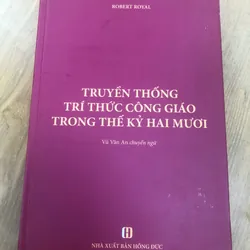 ROBERT ROYAL
TRUYỀN THỐNG
TRÍ THỨC CÔNG GIÁO
TRONG THẾ KỶ HAI MƯƠI
Vũ Văn An chuyển ngữ
NHÀ XUẤT BẢN HỒNG ĐỨC